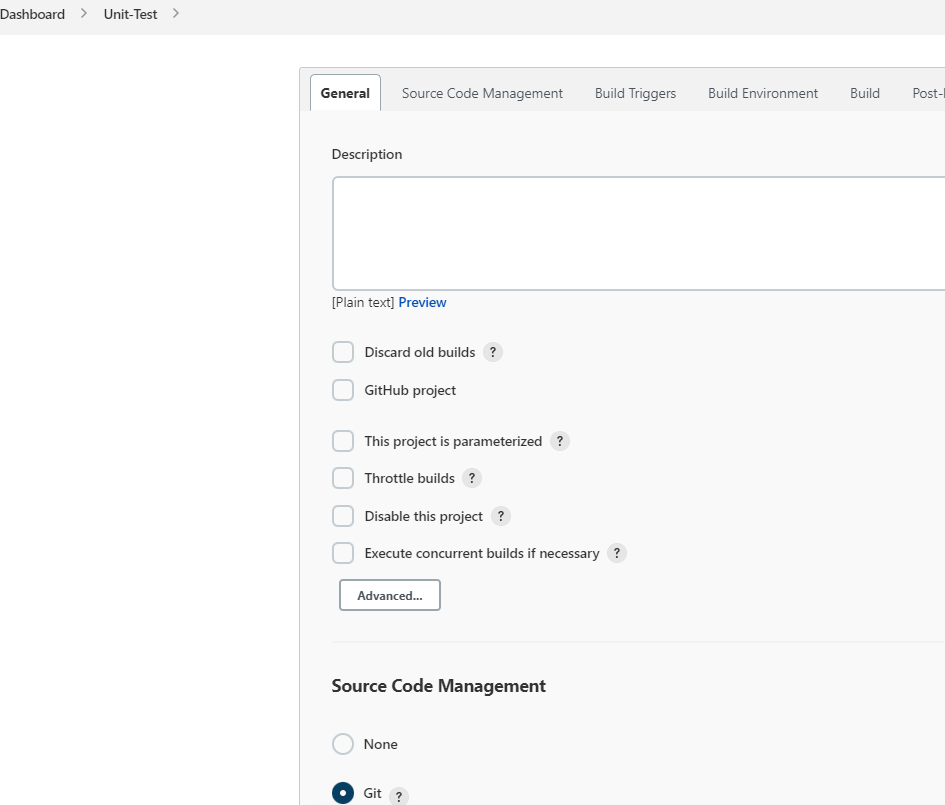 Dashboard > Unit-Test >
General Source Code Management Build Triggers Build Environment Build Post-
Description
[Plain text] Preview
Discard old builds ?
GitHub project
This project is parameterized ?
Throttle builds ?
Disable this project ?
Execute concurrent builds if necessary ?
Advanced...
Source Code Management
None
Git ?